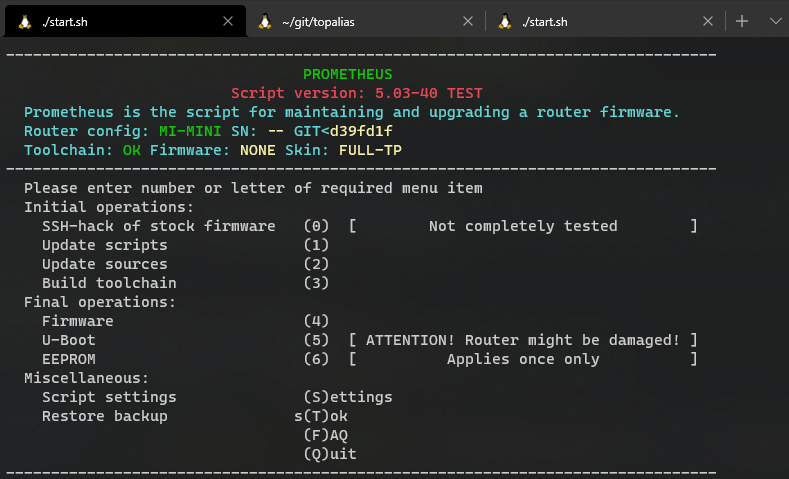 ./start.sh ~/git/topalias ./start.sh
PROMETHEUS
Script version: 5.03-40 TEST
Prometheus is the script for maintaining and upgrading a router firmware.
Router config: MI-MINI SN: -- GIT<d39fd1f
Toolchain: OK Firmware: NONE Skin: FULL-TP
Please enter number or letter of required menu item
Initial operations:
SSH-hack of stock firmware (0) [ Not completely tested ]
Update scripts (1)
Update sources (2)
Build toolchain (3)
Final operations:
Firmware (4)
U-Boot (5) [ ATTENTION! Router might be damaged! ]
EEPROM (6) [ Applies once only ]
Miscellaneous:
Script settings (S)ettings
Restore backup s(T)ok
(F)AQ
(Q)uit